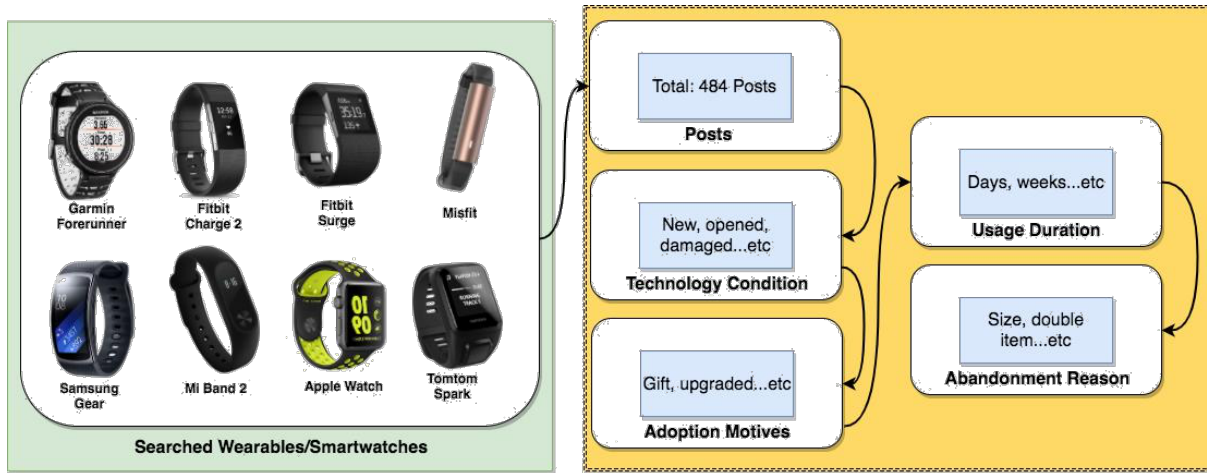 Garmin
Forerunner
Fitbit
Charge 2
Fitbit
Surge
Misfit
Samsung
Gear
Mi Band 2
Apple Watch
Tomtom
Spark
Searched Wearables/Smartwatches
Total: 484 Posts
Posts
New, opened,
damaged...etc
Technology Condition
Gift, upgraded...etc
Adoption Motives
Days, weeks...etc
Usage Duration
Size, double
item...etc
Abandonment Reason